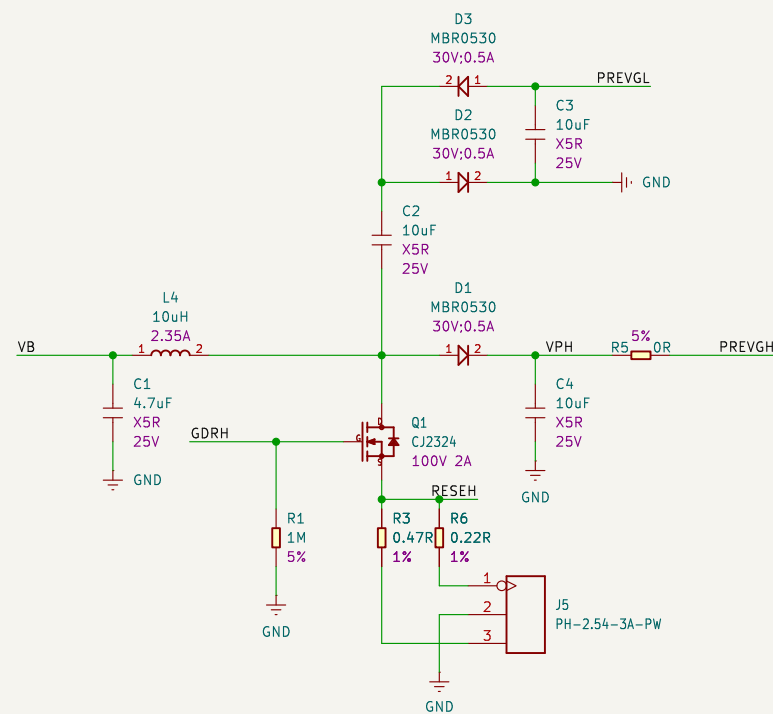 D3
MBR0530
30V;0.5A
2 1
PREVGL
D2
MBR0530
30V;0.5A
1 2
C3
10uF
X5R
25V
GND
C2
10uF
X5R
25V
D1
MBR0530
30V;0.5A
1 2
L4
10uH
2.35A
1 2
VB
VPH
5%
R5 0R
PREVGH
C1
4.7uF
X5R
25V
GND
C4
10uF
X5R
25V
GND
GDRH
G
D
S
Q1
CJ2324
100V 2A
RESEH
R1
1M
5%
GND
R3
0.47R
1%
R6
0.22R
1%
1
2
3
J5
PH-2.54-3A-PW
GND